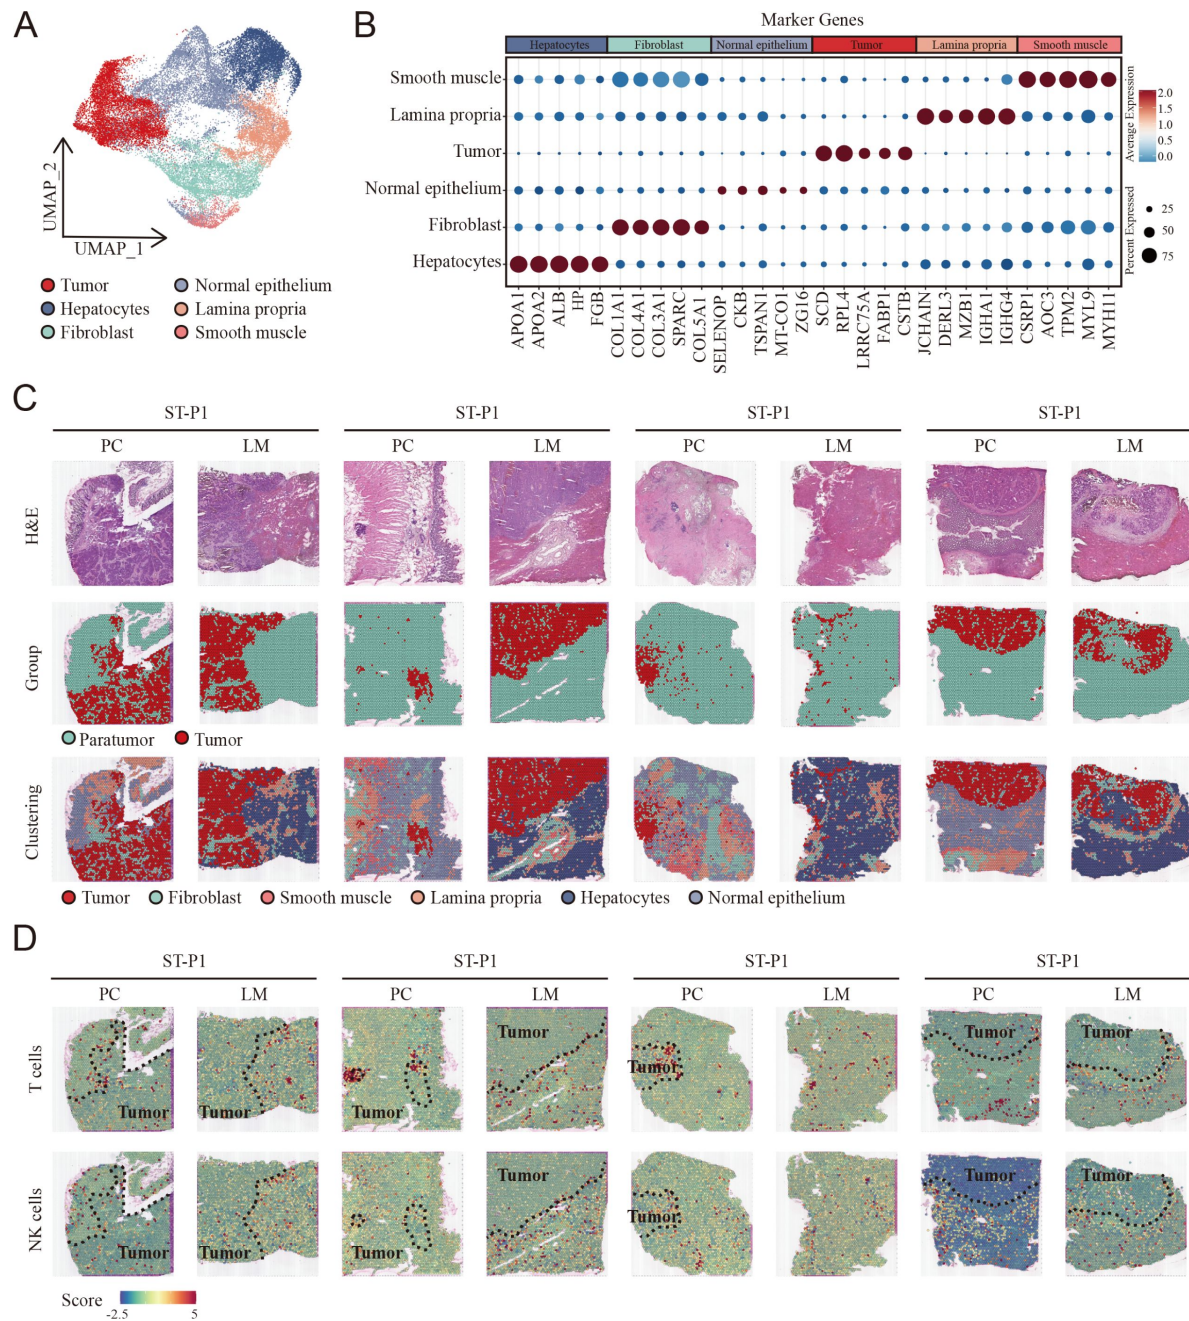 A
UMAP_2
UMAP_1
Tumor
Normal epithelium
Hepatocytes
Lamina propria
Fibroblast
Smooth muscle
B
Marker Genes
Hepatocytes
Fibroblast
Normal epithelium
Tumor
Lamina propria
Smooth muscle
Smooth muscle
Lamina propria
Tumor
Normal epithelium
Fibroblast
Hepatocytes
APOA1
APOA2
ALB
HP
FGB
COL1A1
COL4A1
COL3A1
SPARC
COL5A1
SELENOP
CKB
TSPAN1
MT-CO1
ZG16
SCD
RPL4
LRRC75A
FABP1
CSTB
JCHAIN
DERL3
MZB1
IGHA1
IGHG4
CSRP1
AOC3
TPM2
MYL9
MYH11
Average Expression
2.0
1.5
1.0
0.5
0.0
Percent Expressed
25
50
75
C
ST-P1 ST-P1 ST-P1 ST-P1
PC LM PC LM PC LM PC LM
H&E
Group
Paratumor Tumor
Clustering
Tumor Fibroblast Smooth muscle Lamina propria Hepatocytes Normal epithelium
D
ST-P1 ST-P1 ST-P1 ST-P1
PC LM PC LM PC LM PC LM
T cells
Tumor Tumor Tumor Tumor Tumor Tumor Tumor
NK cells
Tumor Tumor Tumor Tumor Tumor Tumor Tumor
Score
-2.5 5